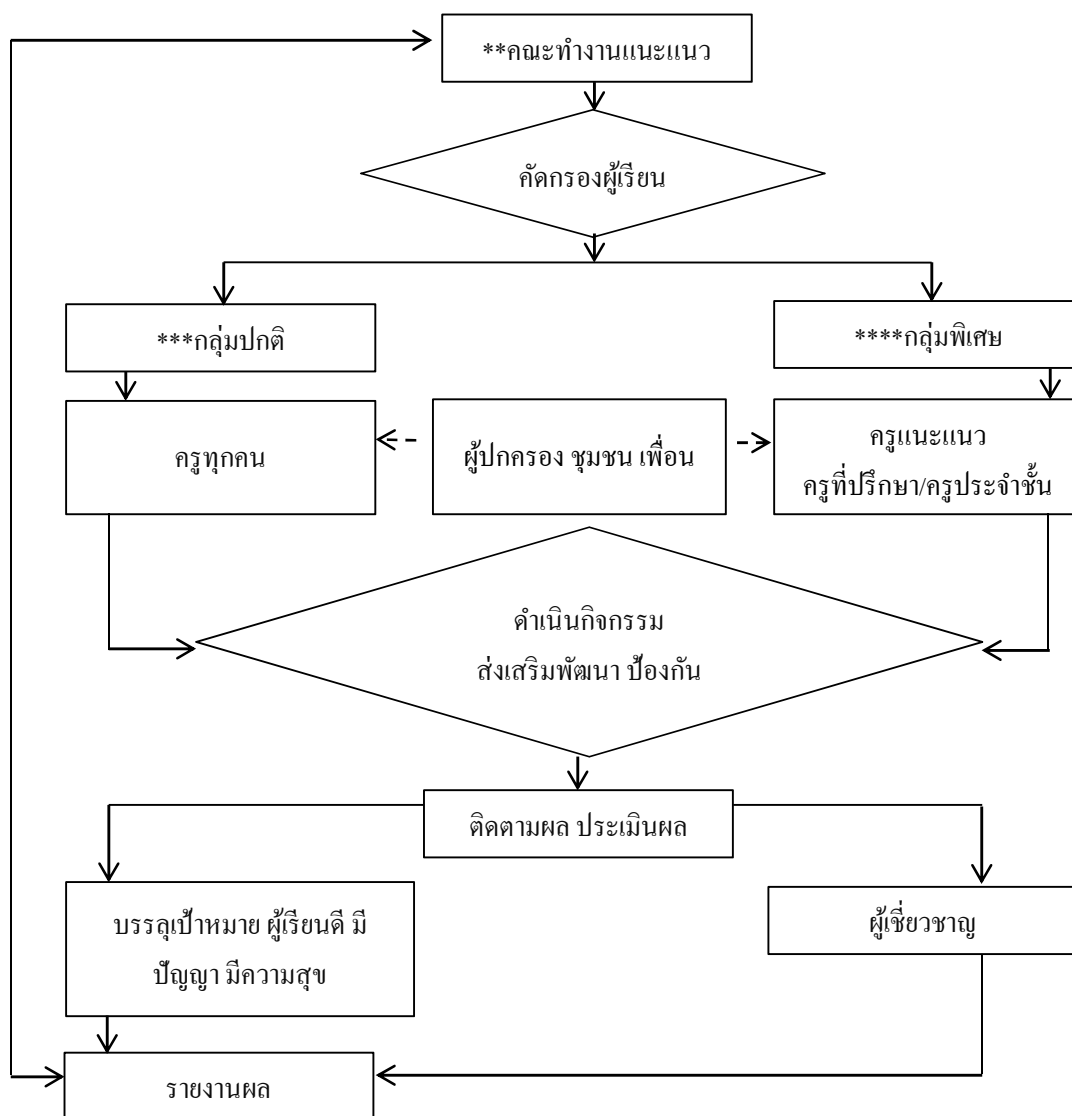 **คณะทำงานแนะแนว
คัดกรองผู้เรียน
***กลุ่มปกติ
****กลุ่มพิเศษ
ครูทุกคน
ผู้ปกครอง ชุมชน เพื่อน
ครูแนะแนว
ครูที่ปรึกษา/ครูประจำชั้น
ดำเนินกิจกรรม
ส่งเสริมพัฒนา ป้องกัน
ติดตามผล ประเมินผล
บรรลุเป้าหมาย ผู้เรียนดี มี
ปัญญา มีความสุข
ผู้เชี่ยวชาญ
รายงานผล